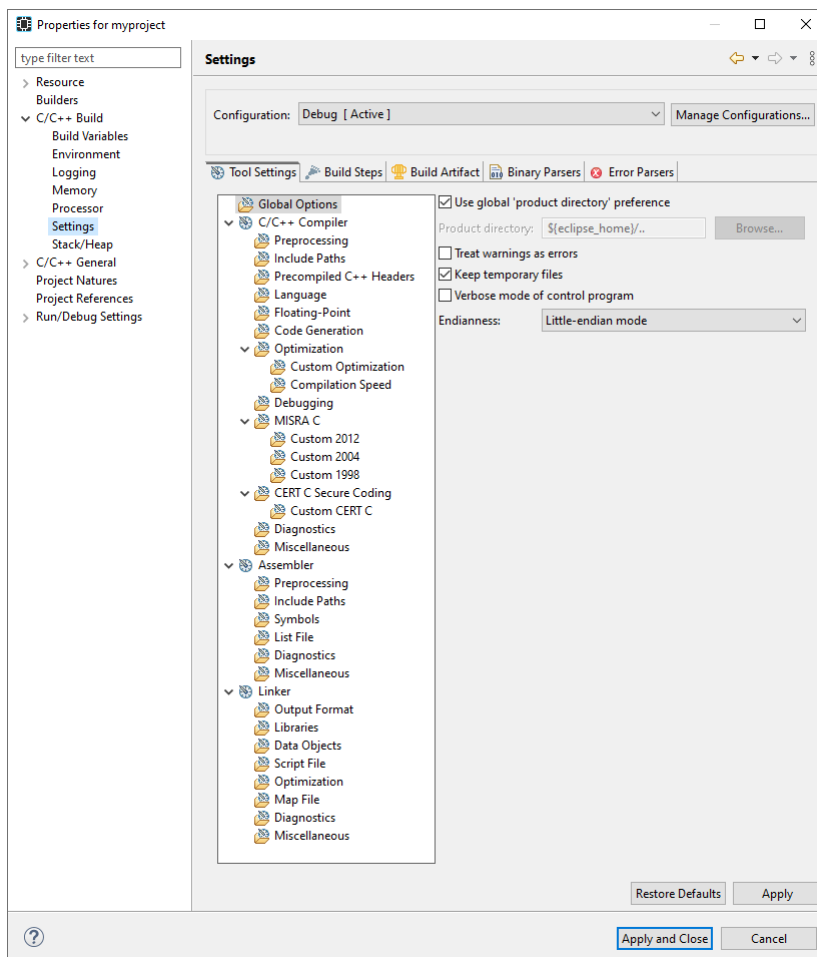 Properties for myproject
type filter text
Resource
Builders
C/C++ Build
Build Variables
Environment
Logging
Memory
Processor
Settings
Stack/Heap
C/C++ General
Project Natures
Project References
Run/Debug Settings
Settings
Configuration: Debug [ Active ] Manage Configurations...
Tool Settings Build Steps Build Artifact Binary Parsers Error Parsers
Global Options
C/C++ Compiler
Preprocessing
Include Paths
Precompiled C++ Headers
Language
Floating-Point
Code Generation
Optimization
Custom Optimization
Compilation Speed
Debugging
MISRA C
Custom 2012
Custom 2004
Custom 1998
CERT C Secure Coding
Custom CERT C
Diagnostics
Miscellaneous
Assembler
Preprocessing
Include Paths
Symbols
List File
Diagnostics
Miscellaneous
Linker
Output Format
Libraries
Data Objects
Script File
Optimization
Map File
Diagnostics
Miscellaneous
Use global 'product directory' preference
Product directory: ${eclipse_home}/.. Browse...
Treat warnings as errors
Keep temporary files
Verbose mode of control program
Endianness: Little-endian mode
Restore Defaults Apply
Apply and Close Cancel